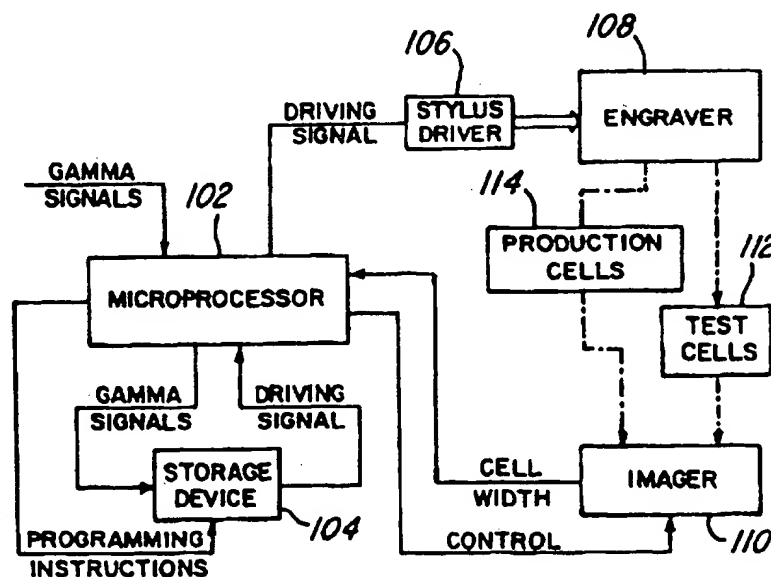 106
108
DRIVING
SIGNAL
STYLUS
DRIVER
ENGRAVER
GAMMA
SIGNALS
102
114
PRODUCTION
CELLS
112
MICROPROCESSOR
TEST
CELLS
GAMMA
SIGNALS
DRIVING
SIGNAL
STORAGE
DEVICE
104
CELL
WIDTH
IMAGER
PROGRAMMING
INSTRUCTIONS
CONTROL
110